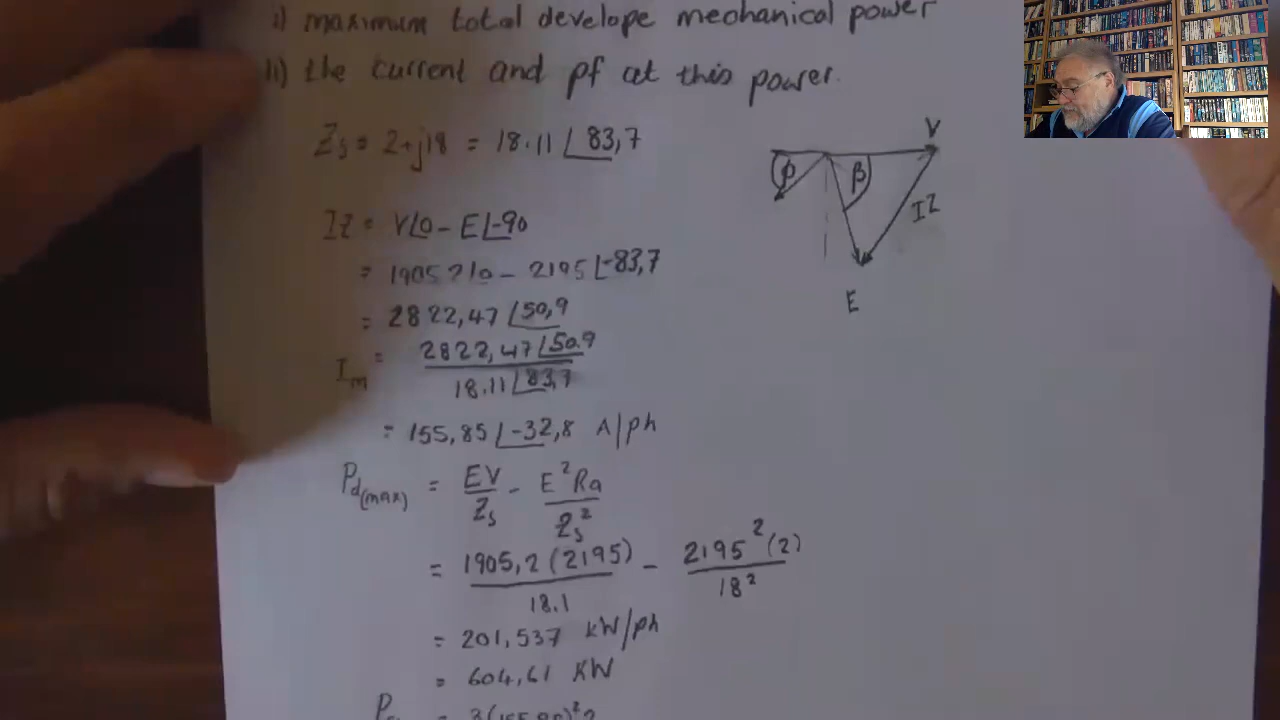 i) maximum total develope mechanical power
ii) the current and pf at this power.
Zs = 2+j18 = 18.11 ∠83,7
IZ = V∠0 - E∠-90
= 1905.2∠0 - 2195∠-83,7
= 2822,47 ∠50,9
Im = 2822,47∠50.9 / 18.11∠83,7
= 155,85∠-32,8 A/ph
Pd(max) = EV/Zs - E²Ra/Zs²
= 1905,2(2195)/18.1 - 2195²(2)/18²
= 201,537 kW/ph
= 604,61 KW
V
φ
β
IZ
E